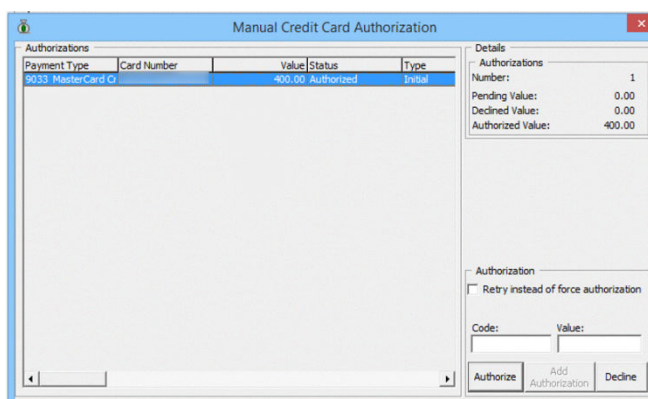 Manual Credit Card Authorization
Authorizations
Payment Type Card Number Value Status Type
9033 MasterCard Cr 400.00 Authorized Initial
Details
Authorizations
Number: 1
Pending Value: 0.00
Declined Value: 0.00
Authorized Value: 400.00
Authorization
Retry instead of force authorization
Code: Value:
Authorize Add Authorization Decline